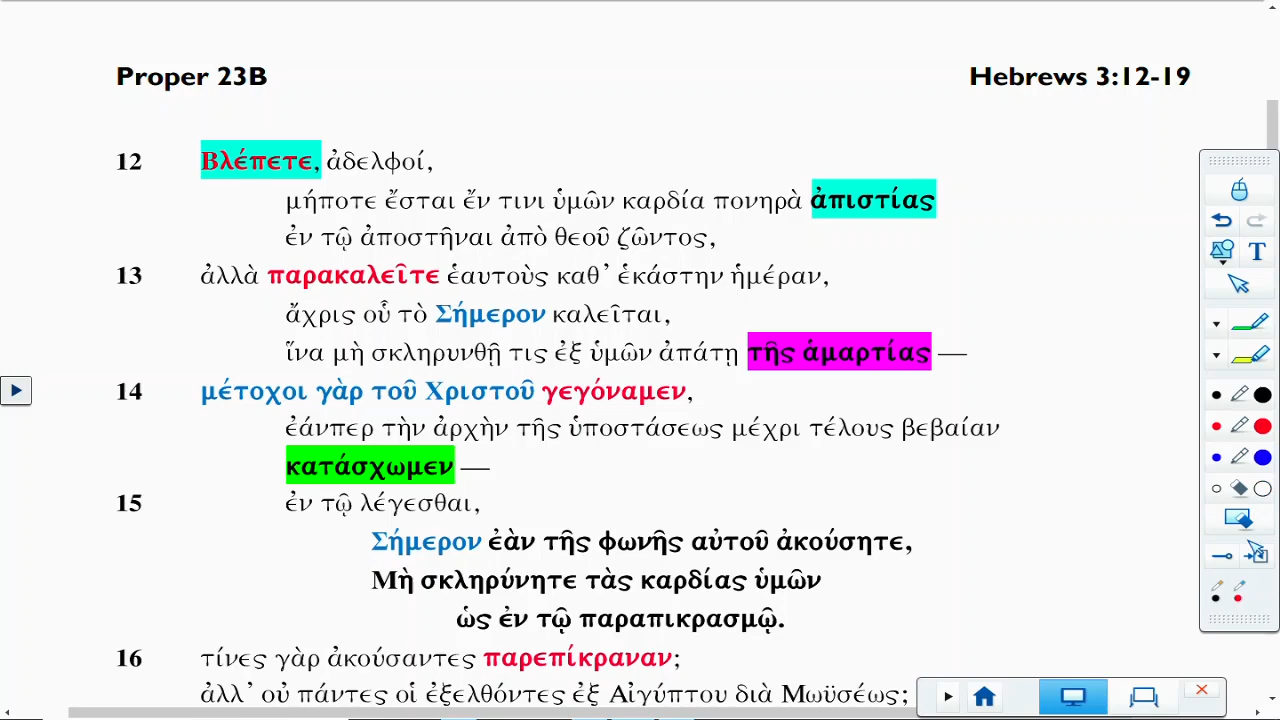 Proper 23B Hebrews 3:12-19
12 Βλέπετε, ἀδελφοί,
μήποτε ἔσται ἔν τινι ὑμῶν καρδία πονηρὰ ἀπιστίας
ἐν τῷ ἀποστῆναι ἀπὸ θεοῦ ζῶντος,
13 ἀλλὰ παρακαλεῖτε ἑαυτοὺς καθ’ ἑκάστην ἡμέραν,
ἄχρις οὗ τὸ Σήμερον καλεῖται,
ἵνα μὴ σκληρυνθῇ τις ἐξ ὑμῶν ἀπάτῃ τῆς ἁμαρτίας —
14 μέτοχοι γὰρ τοῦ Χριστοῦ γεγόναμεν,
ἐάνπερ τὴν ἀρχὴν τῆς ὑποστάσεως μέχρι τέλους βεβαίαν
κατάσχωμεν —
15 ἐν τῷ λέγεσθαι,
Σήμερον ἐὰν τῆς φωνῆς αὐτοῦ ἀκούσητε,
Μὴ σκληρύνητε τὰς καρδίας ὑμῶν
ὡς ἐν τῷ παραπικρασμῷ.
16 τίνες γὰρ ἀκούσαντες παρεπίκραναν;
ἀλλ’ οὐ πάντες οἱ ἐξελθόντες ἐξ Αἰγύπτου διὰ Μωϋσέως;
T